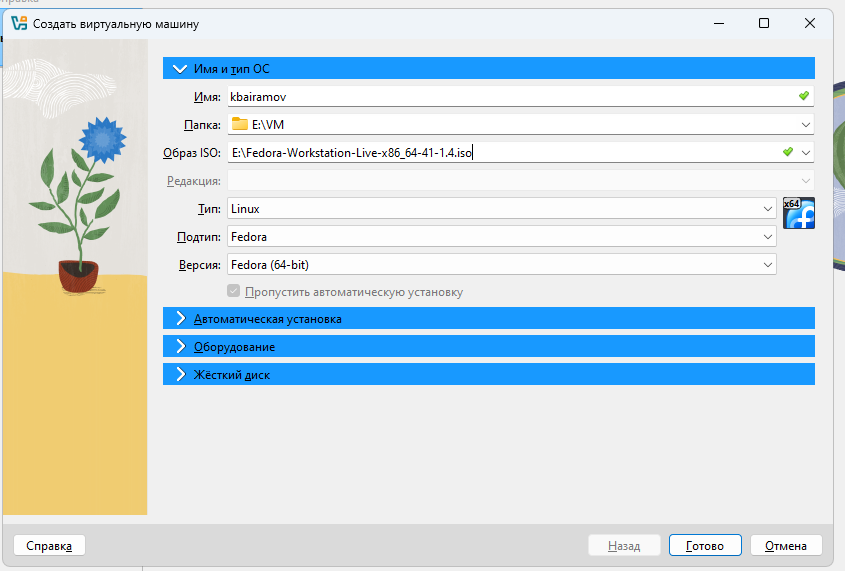 Создать виртуальную машину
Имя и тип ОС
Имя: kbairamov
Папка: E:\VM
Образ ISO: E:\Fedora-Workstation-Live-x86_64-41-1.4.iso
Редакция:
Тип: Linux
x64
Подтип: Fedora
Версия: Fedora (64-bit)
Пропустить автоматическую установку
Автоматическая установка
Оборудование
Жёсткий диск
Справка Назад Готово Отмена